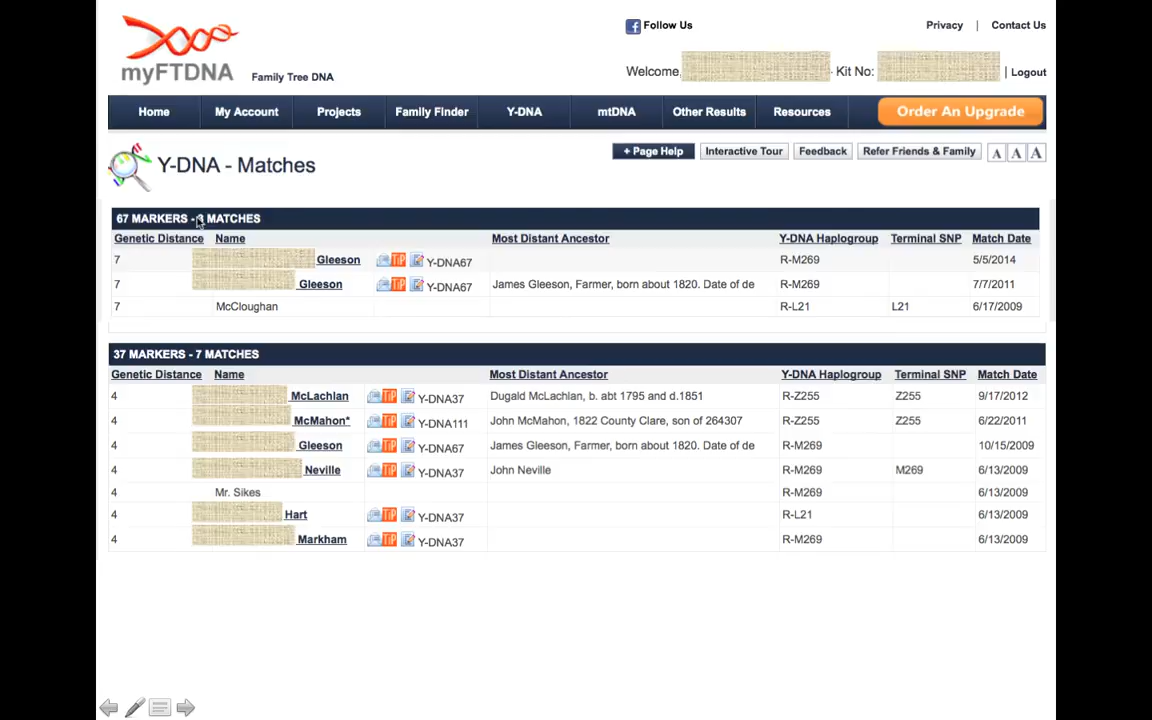 Follow Us Privacy | Contact Us
myFTDNA Family Tree DNA
Welcome, Kit No: | Logout
Home My Account Projects Family Finder Y-DNA mtDNA Other Results Resources Order An Upgrade
Y-DNA - Matches + Page Help Interactive Tour Feedback Refer Friends & Family A A A
67 MARKERS - 3 MATCHES
Genetic Distance Name Most Distant Ancestor Y-DNA Haplogroup Terminal SNP Match Date
7 Gleeson TIP Y-DNA67 R-M269 5/5/2014
7 Gleeson TIP Y-DNA67 James Gleeson, Farmer, born about 1820. Date of de R-M269 7/7/2011
7 McCloughan R-L21 L21 6/17/2009
37 MARKERS - 7 MATCHES
Genetic Distance Name Most Distant Ancestor Y-DNA Haplogroup Terminal SNP Match Date
4 McLachlan TIP Y-DNA37 Dugald McLachlan, b. abt 1795 and d.1851 R-Z255 Z255 9/17/2012
4 McMahon* TIP Y-DNA111 John McMahon, 1822 County Clare, son of 264307 R-Z255 Z255 6/22/2011
4 Gleeson TIP Y-DNA67 James Gleeson, Farmer, born about 1820. Date of de R-M269 10/15/2009
4 Neville TIP Y-DNA37 John Neville R-M269 M269 6/13/2009
4 Mr. Sikes R-M269 6/13/2009
4 Hart TIP Y-DNA37 R-L21 6/13/2009
4 Markham TIP Y-DNA37 R-M269 6/13/2009